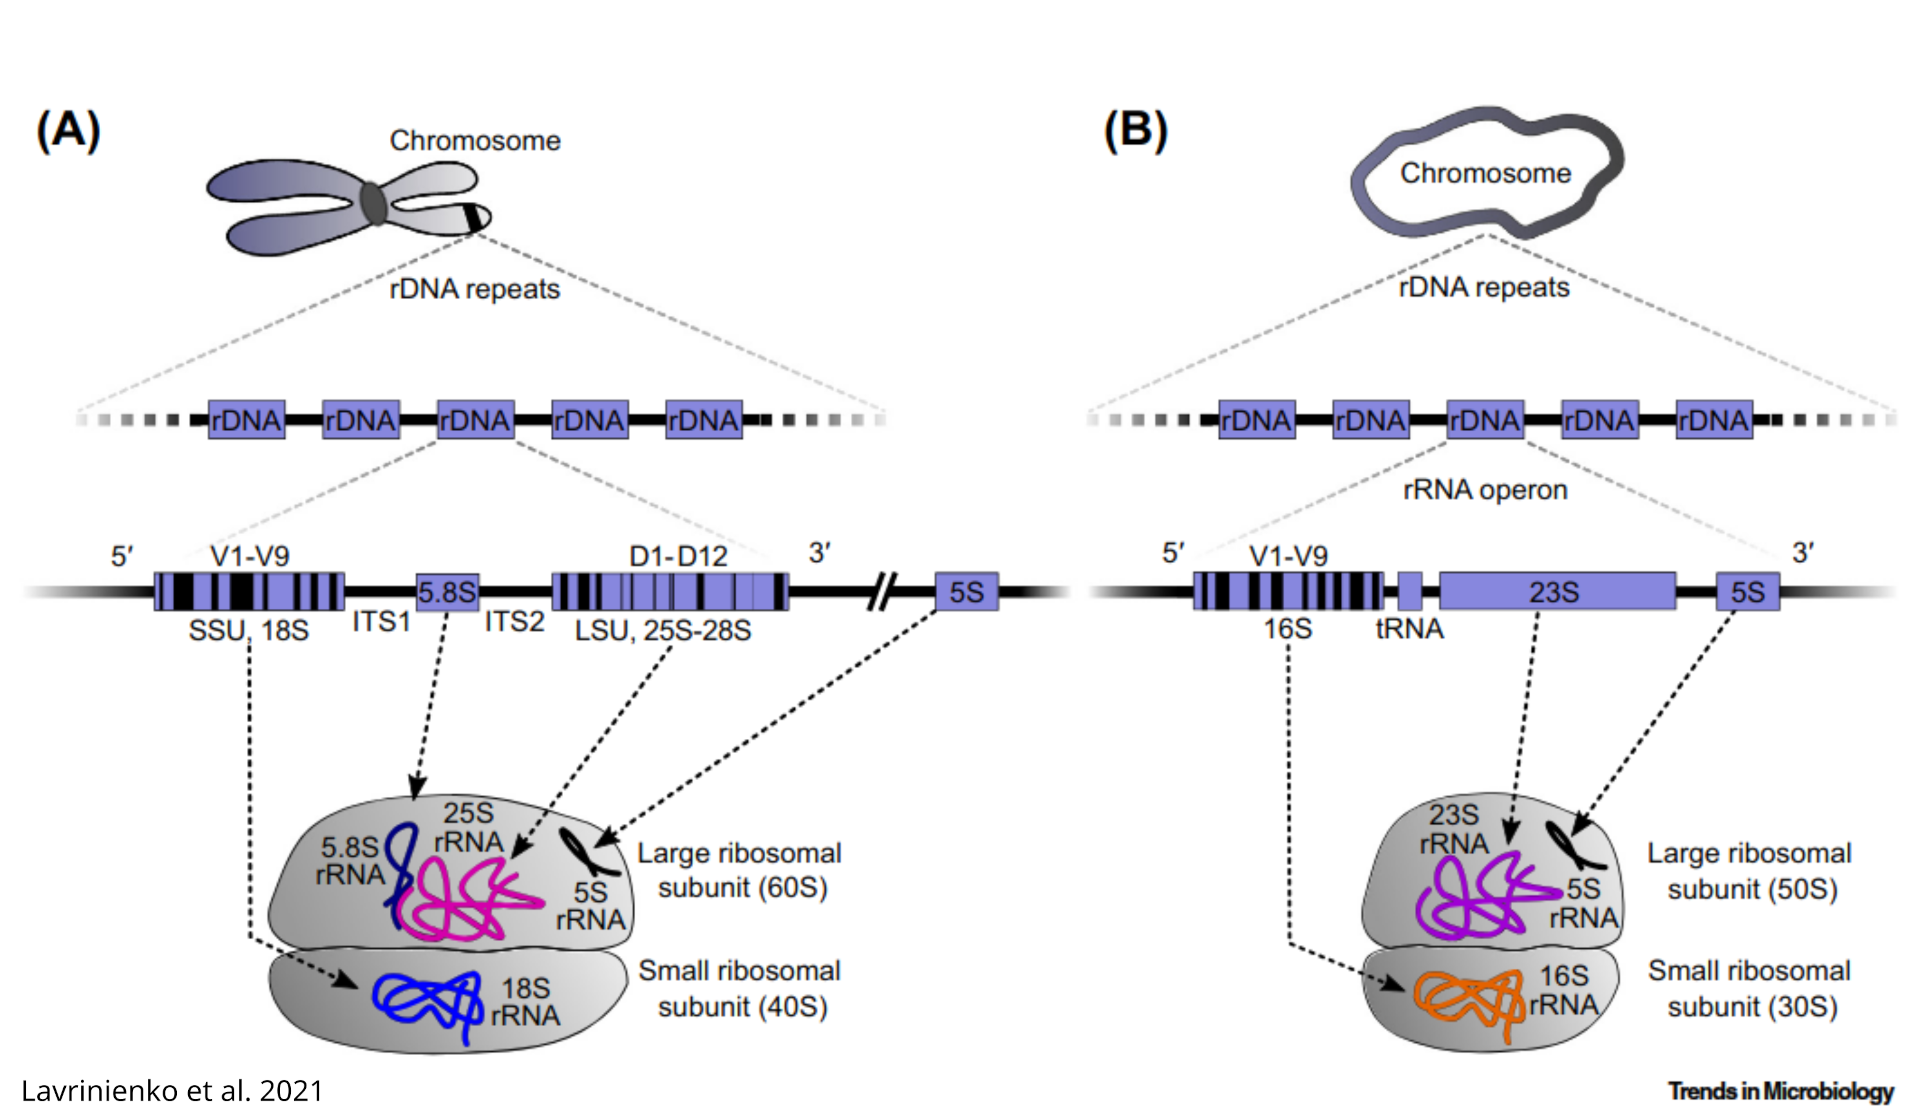 (A)
Chromosome
rDNA repeats
rDNA rDNA rDNA rDNA rDNA
5′ V1-V9 D1-D12 3′
5.8S 5S
ITS1 ITS2
SSU, 18S LSU, 25S-28S
25S
rRNA
5.8S
rRNA
5S
rRNA
Large ribosomal
subunit (60S)
18S
rRNA
Small ribosomal
subunit (40S)
(B)
Chromosome
rDNA repeats
rDNA rDNA rDNA rDNA rDNA
rRNA operon
5′ V1-V9 3′
23S 5S
16S tRNA
23S
rRNA
5S
rRNA
Large ribosomal
subunit (50S)
16S
rRNA
Small ribosomal
subunit (30S)
Lavrinienko et al. 2021
Trends in Microbiology